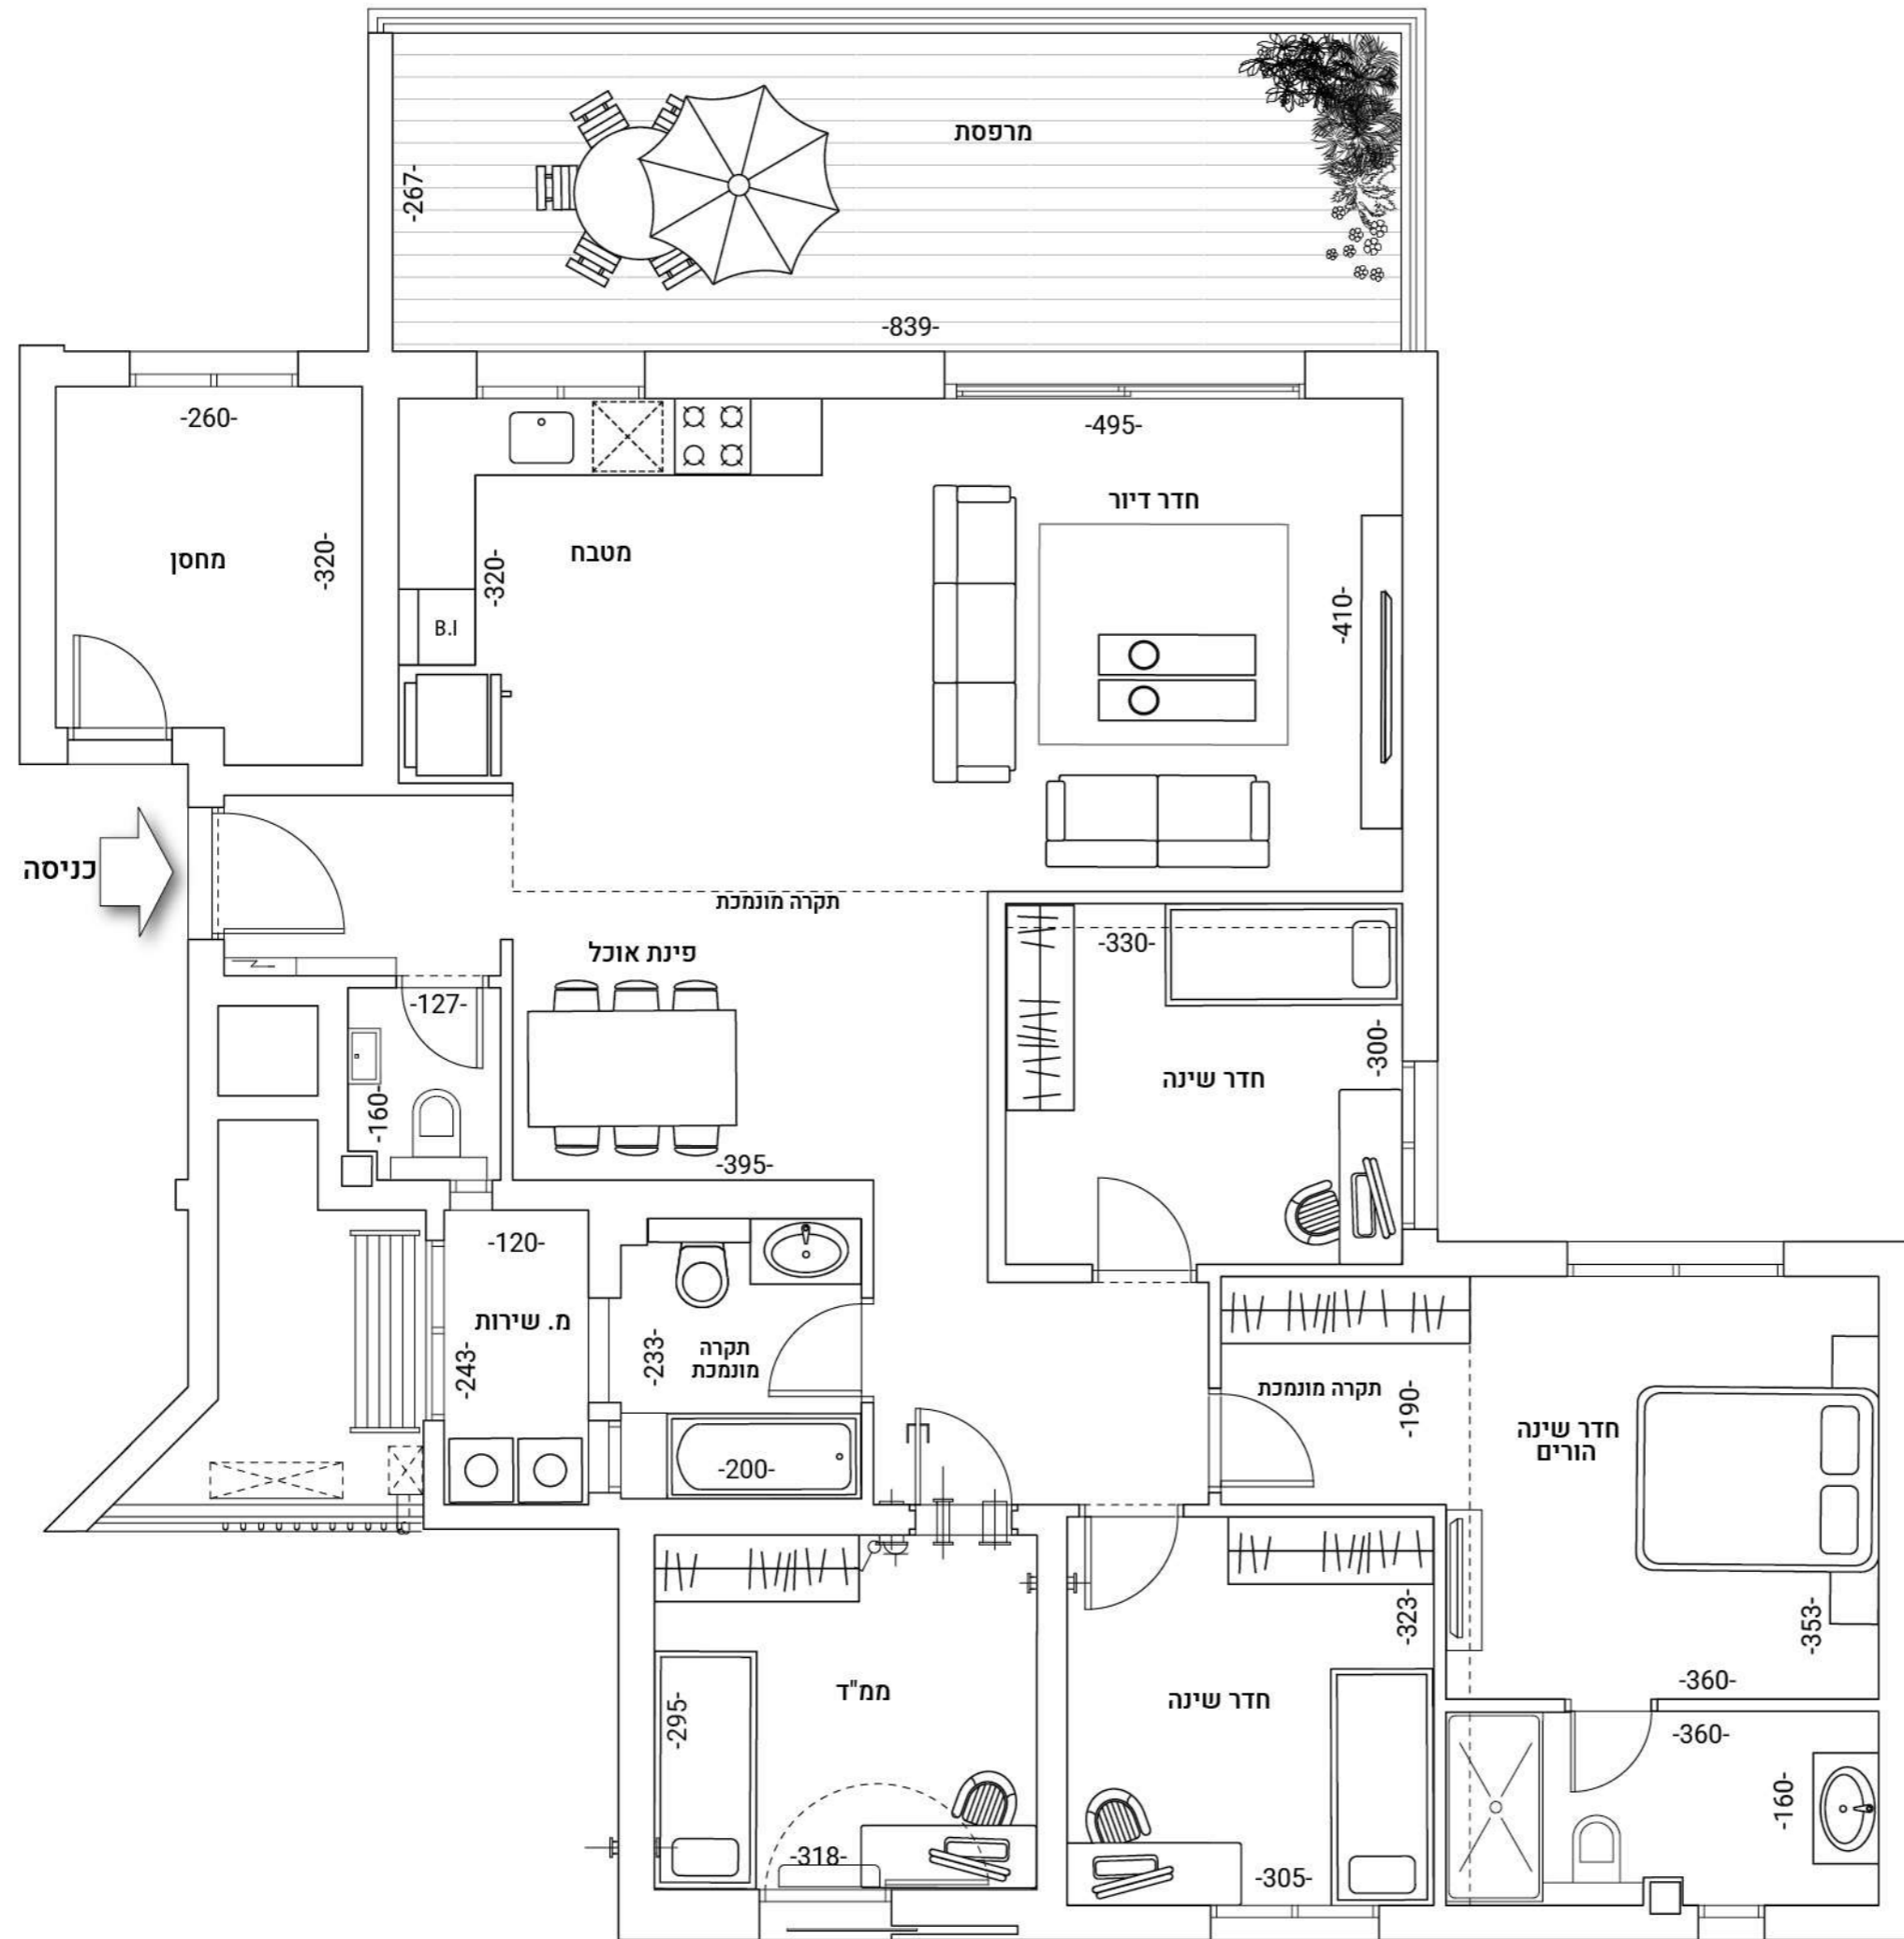 מרפסת
-267-
-839-
-260-
-495-
חדר דיור
מטבח
מחסן
-320-
-320-
-410-
B.I
כניסה
תקרה מונמכת
פינת אוכל
-330-
-127-
-300-
חדר שינה
-160-
-395-
-120-
מ. שירות
-243-
-233-
תקרה
מונמכת
-200-
תקרה מונמכת
-190-
חדר שינה
הורים
-323-
-353-
-360-
ממ"ד
חדר שינה
-295-
-360-
-160-
-318-
-305-